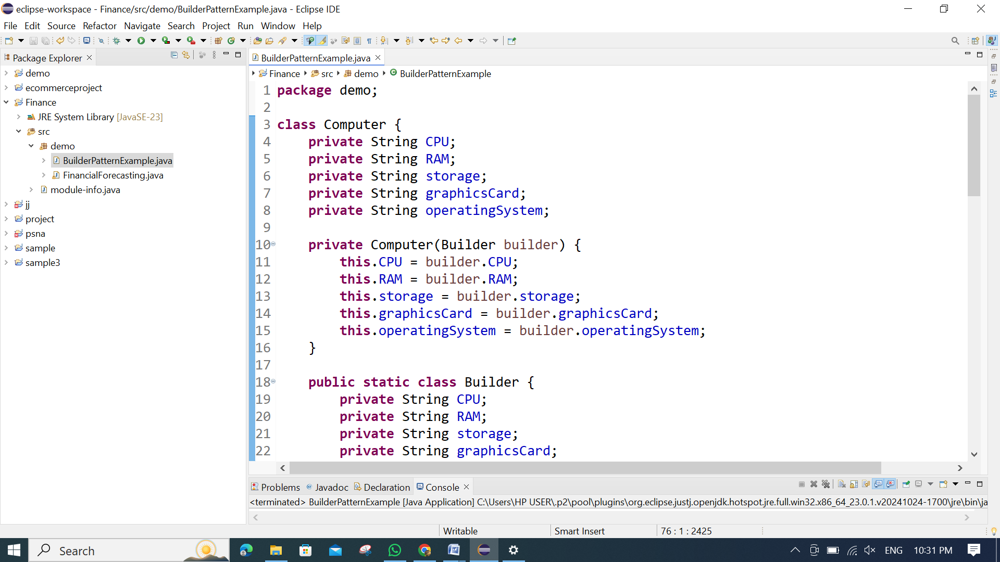 eclipse-workspace - Finance/src/demo/BuilderPatternExample.java - Eclipse IDE
File Edit Source Refactor Navigate Search Project Run Window Help
Package Explorer
demo
ecommerceproject
Finance
JRE System Library [JavaSE-23]
src
demo
BuilderPatternExample.java
FinancialForecasting.java
module-info.java
jj
project
psna
sample
sample3
BuilderPatternExample.java
Finance src demo BuilderPatternExample
1 package demo;
2
3 class Computer {
4     private String CPU;
5     private String RAM;
6     private String storage;
7     private String graphicsCard;
8     private String operatingSystem;
9
10     private Computer(Builder builder) {
11         this.CPU = builder.CPU;
12         this.RAM = builder.RAM;
13         this.storage = builder.storage;
14         this.graphicsCard = builder.graphicsCard;
15         this.operatingSystem = builder.operatingSystem;
16     }
17
18     public static class Builder {
19         private String CPU;
20         private String RAM;
21         private String storage;
22         private String graphicsCard;
Problems Javadoc Declaration Console
<terminated> BuilderPatternExample [Java Application] C:\Users\HP USER\.p2\pool\plugins\org.eclipse.justj.openjdk.hotspot.jre.full.win32.x86_64_23.0.1.v20241024-1700\jre\bin\ja
Writable Smart Insert 76 : 1 : 2425
Search ENG 10:31 PM